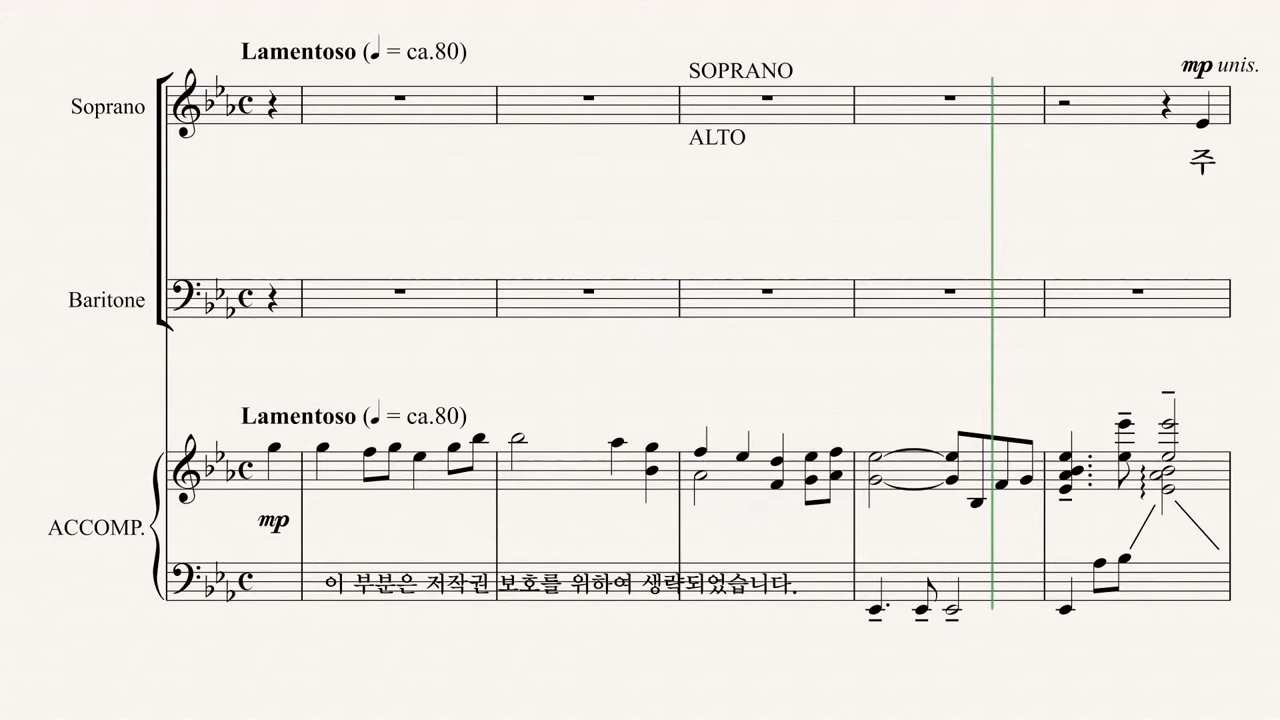 Lamentoso (♩ = ca.80)
SOPRANO
mp unis.
Soprano
ALTO
주
Baritone
Lamentoso (♩ = ca.80)
mp
ACCOMP.
이 부분은 저작권 보호를 위하여 생략되었습니다.